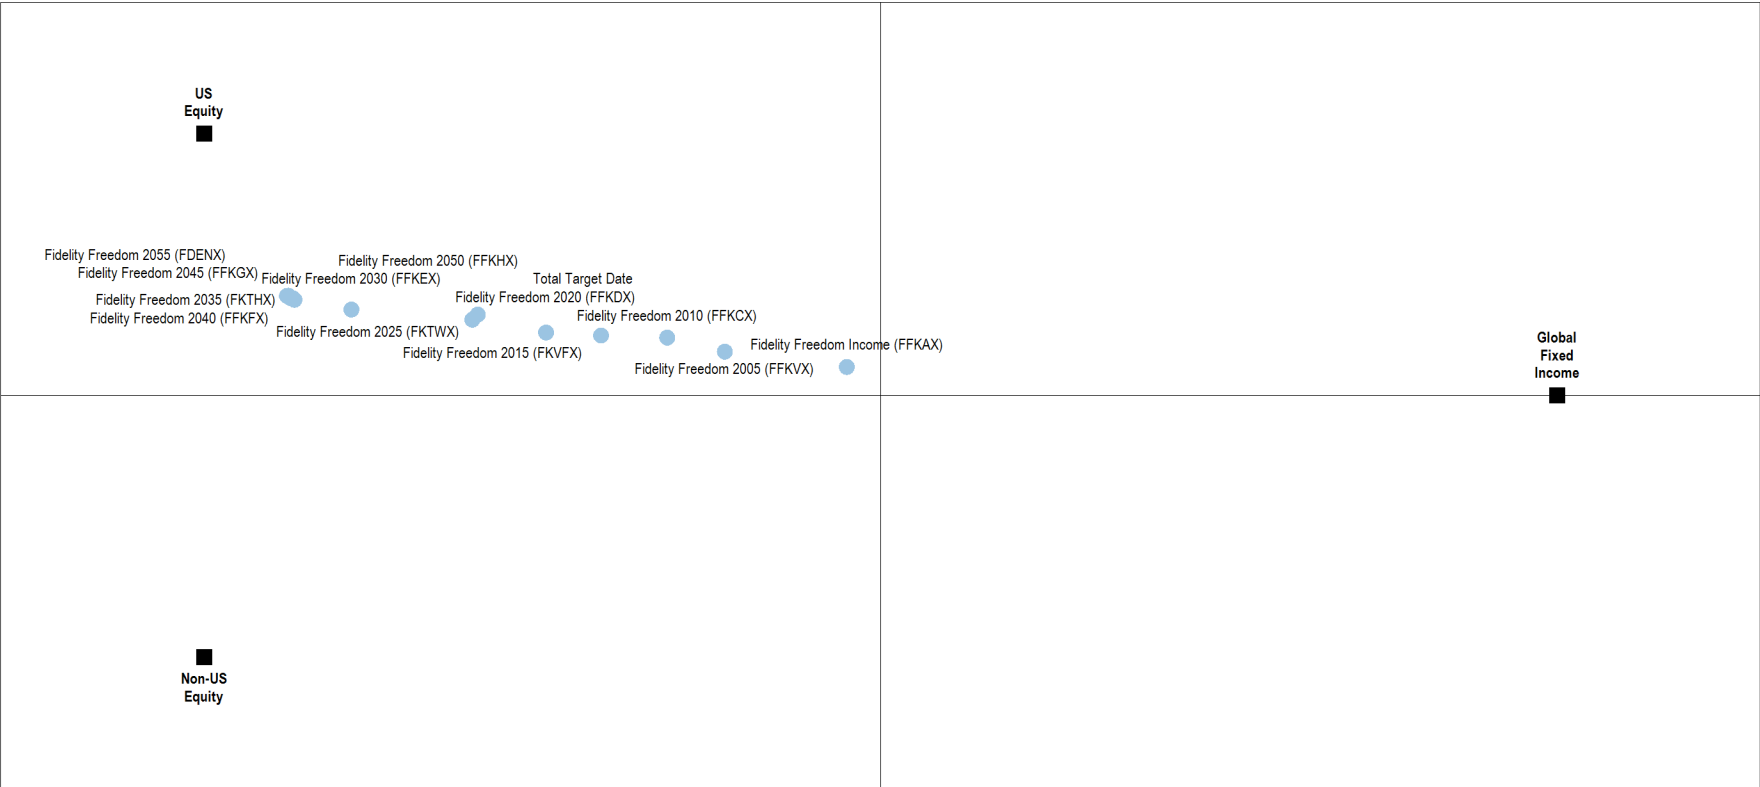 US
Equity
Fidelity Freedom 2055 (FDENX)
Fidelity Freedom 2050 (FFKHX)
Fidelity Freedom 2045 (FFKGX)
Fidelity Freedom 2030 (FFKEX)
Total Target Date
Fidelity Freedom 2035 (FKTHX)
Fidelity Freedom 2020 (FFKDX)
Fidelity Freedom 2040 (FFKFX)
Fidelity Freedom 2010 (FFKCX)
Fidelity Freedom 2025 (FKTWX)
Fidelity Freedom Income (FFKAX)
Fidelity Freedom 2015 (FKVFX)
Fidelity Freedom 2005 (FFKVX)
Global
Fixed
Income
Non-US
Equity